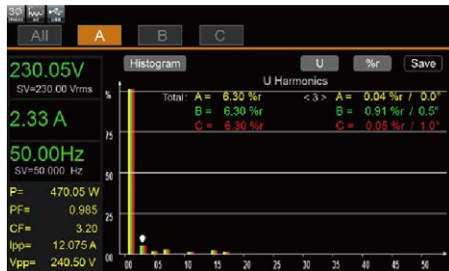 All A B C
230.05V
SV=230.00 Vrms
2.33 A
50.00Hz
SV=50.000 Hz
P= 470.05 W
PF= 0.985
CF= 3.20
Ipp= 12.075 A
Vpp= 240.50 V
Histogram U %r Save
U Harmonics
Total: A = 6.30 %r < 3 > A = 0.04 %r / 0.0°
B = 6.30 %r B = 0.91 %r / 0.5°
C = 6.30 %r C = 0.05 %r / 1.0°
%
75
50
25
00
00 05 10 15 20 25 30 35 40 45 50